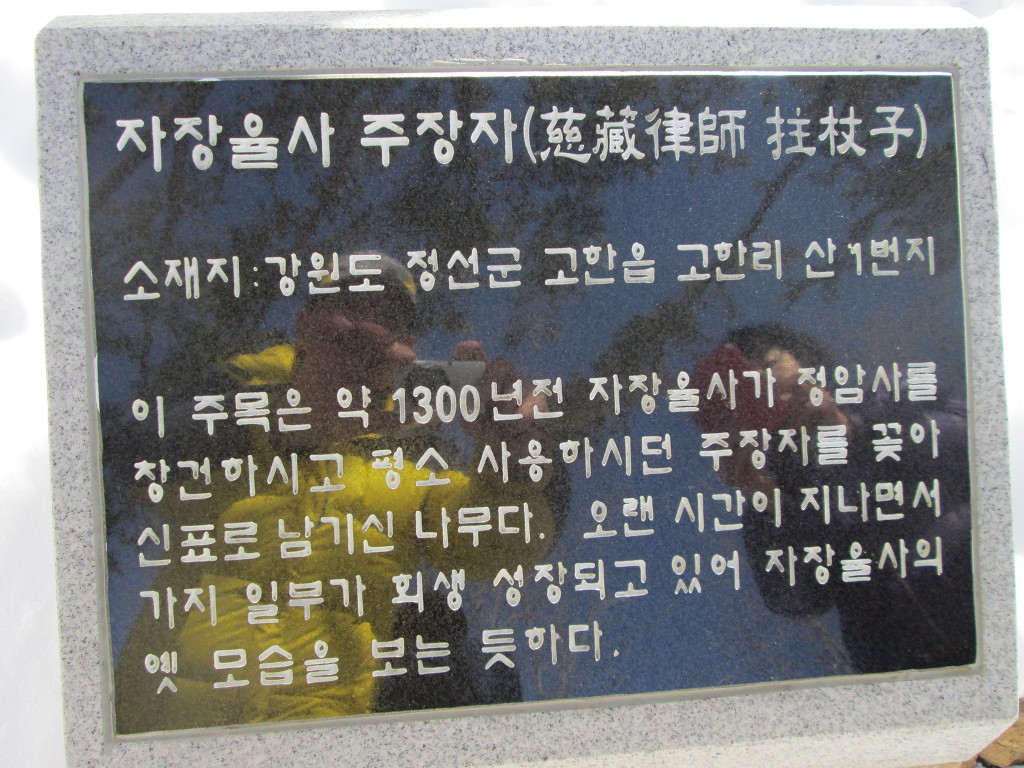 자장율사 주장자(慈藏律師 拄杖子)
소재지:강원도 정선군 고한읍 고한리 산1번지
이 주목은 약 1300년전 자장율사가 정암사를
창건하시고 평소 사용하시던 주장자를 꽂아
신표로 남기신 나무다. 오랜 시간이 지나면서
가지 일부가 회생 성장되고 있어 자장율사의
옛 모습을 보는 듯하다.